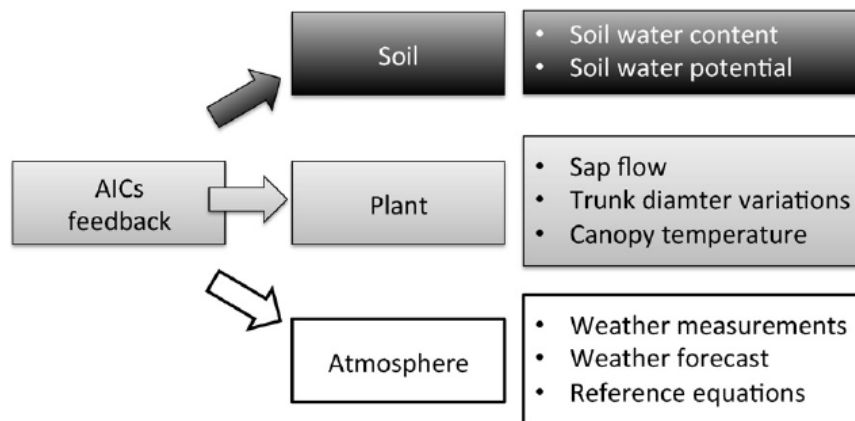 Soil
• Soil water content
• Soil water potential
AICs
feedback
Plant
• Sap flow
• Trunk diamter variations
• Canopy temperature
Atmosphere
• Weather measurements
• Weather forecast
• Reference equations